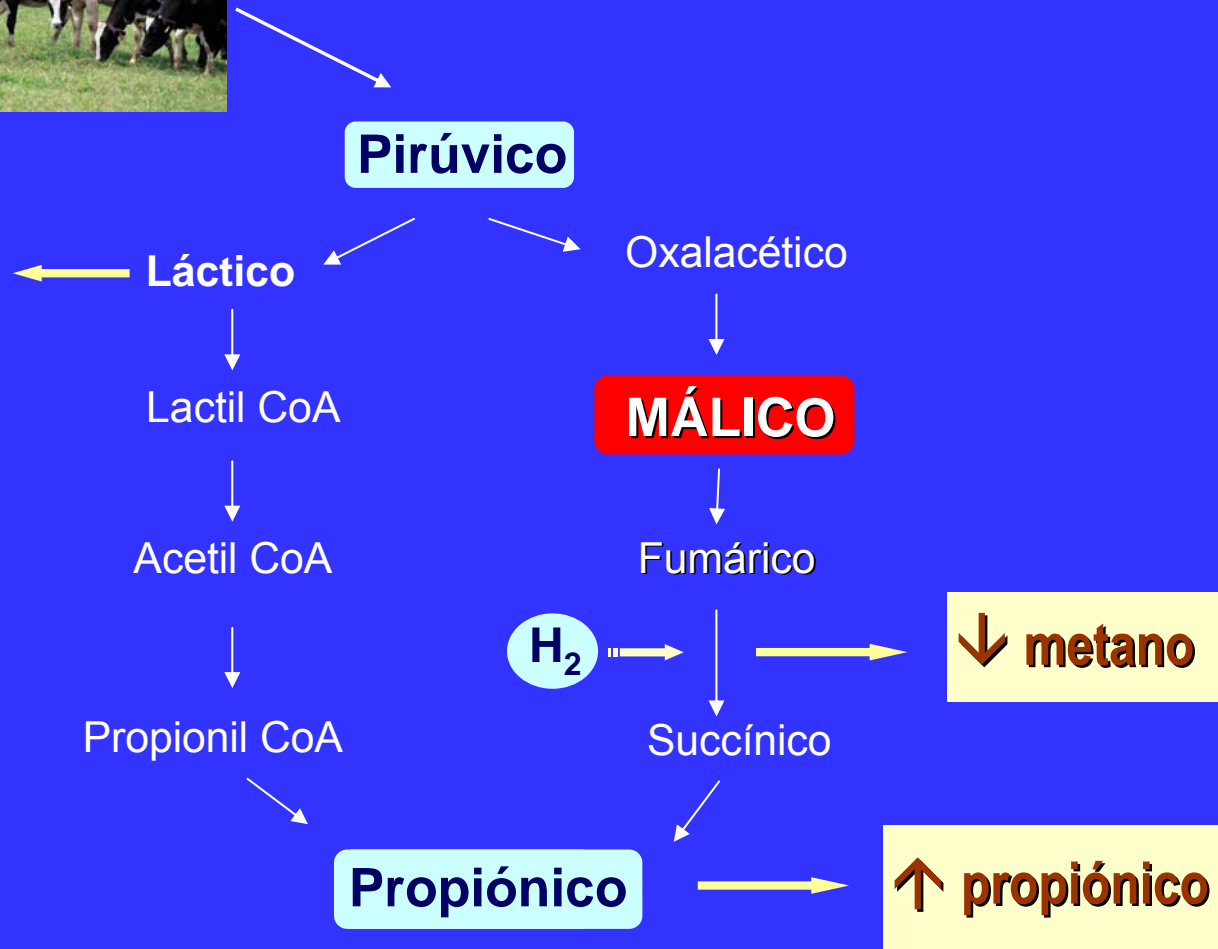 Pirúvico
Oxalacético
Láctico
Lactil CoA
MÁLICO
Acetil CoA
Fumárico
H₂
↓ metano
Propionil CoA
Succínico
Propiónico
↑ propiónico